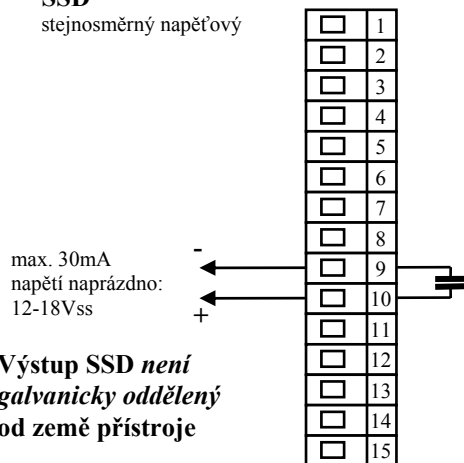 SSD
stejnosměrný napěťový
1
2
3
4
5
6
7
8
-
max. 30mA
9
napětí naprázdno:
10
12-18Vss
+
11
Výstup SSD není
12
galvanicky oddělený
13
od země přístroje
14
15